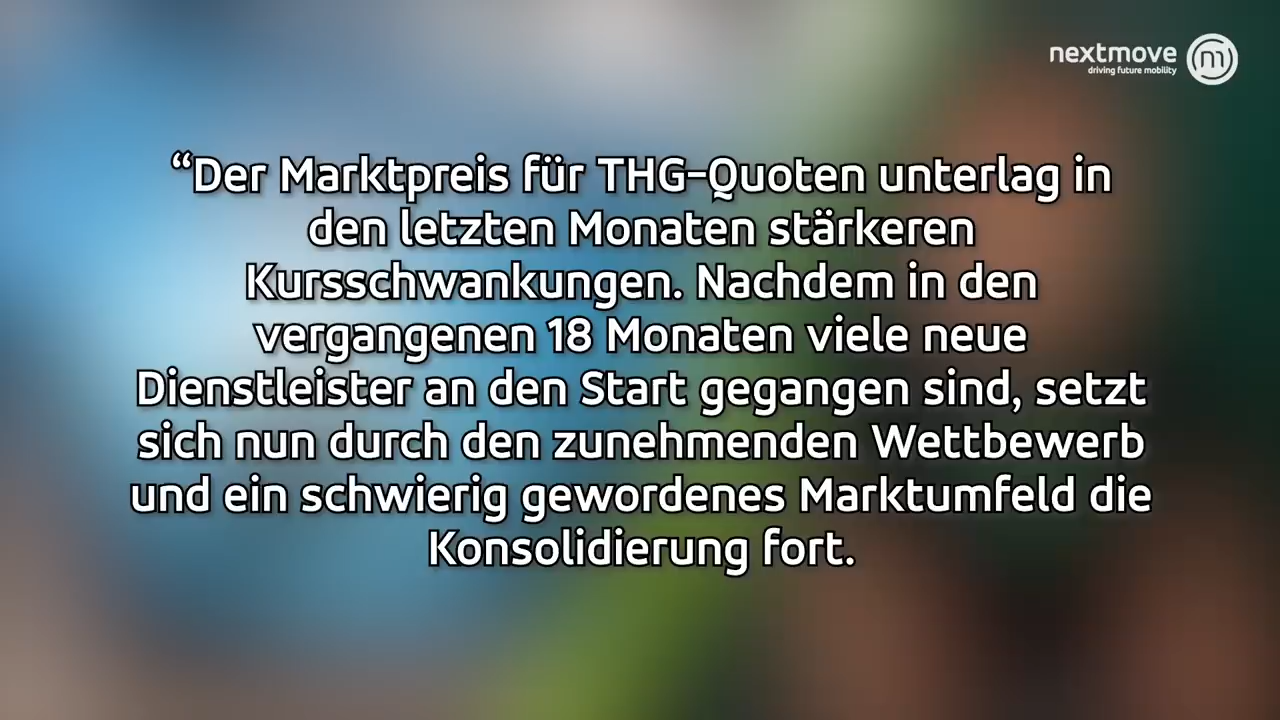 nextmove
driving future mobility
“Der Marktpreis für THG-Quoten unterlag in
den letzten Monaten stärkeren
Kursschwankungen. Nachdem in den
vergangenen 18 Monaten viele neue
Dienstleister an den Start gegangen sind, setzt
sich nun durch den zunehmenden Wettbewerb
und ein schwierig gewordenes Marktumfeld die
Konsolidierung fort.